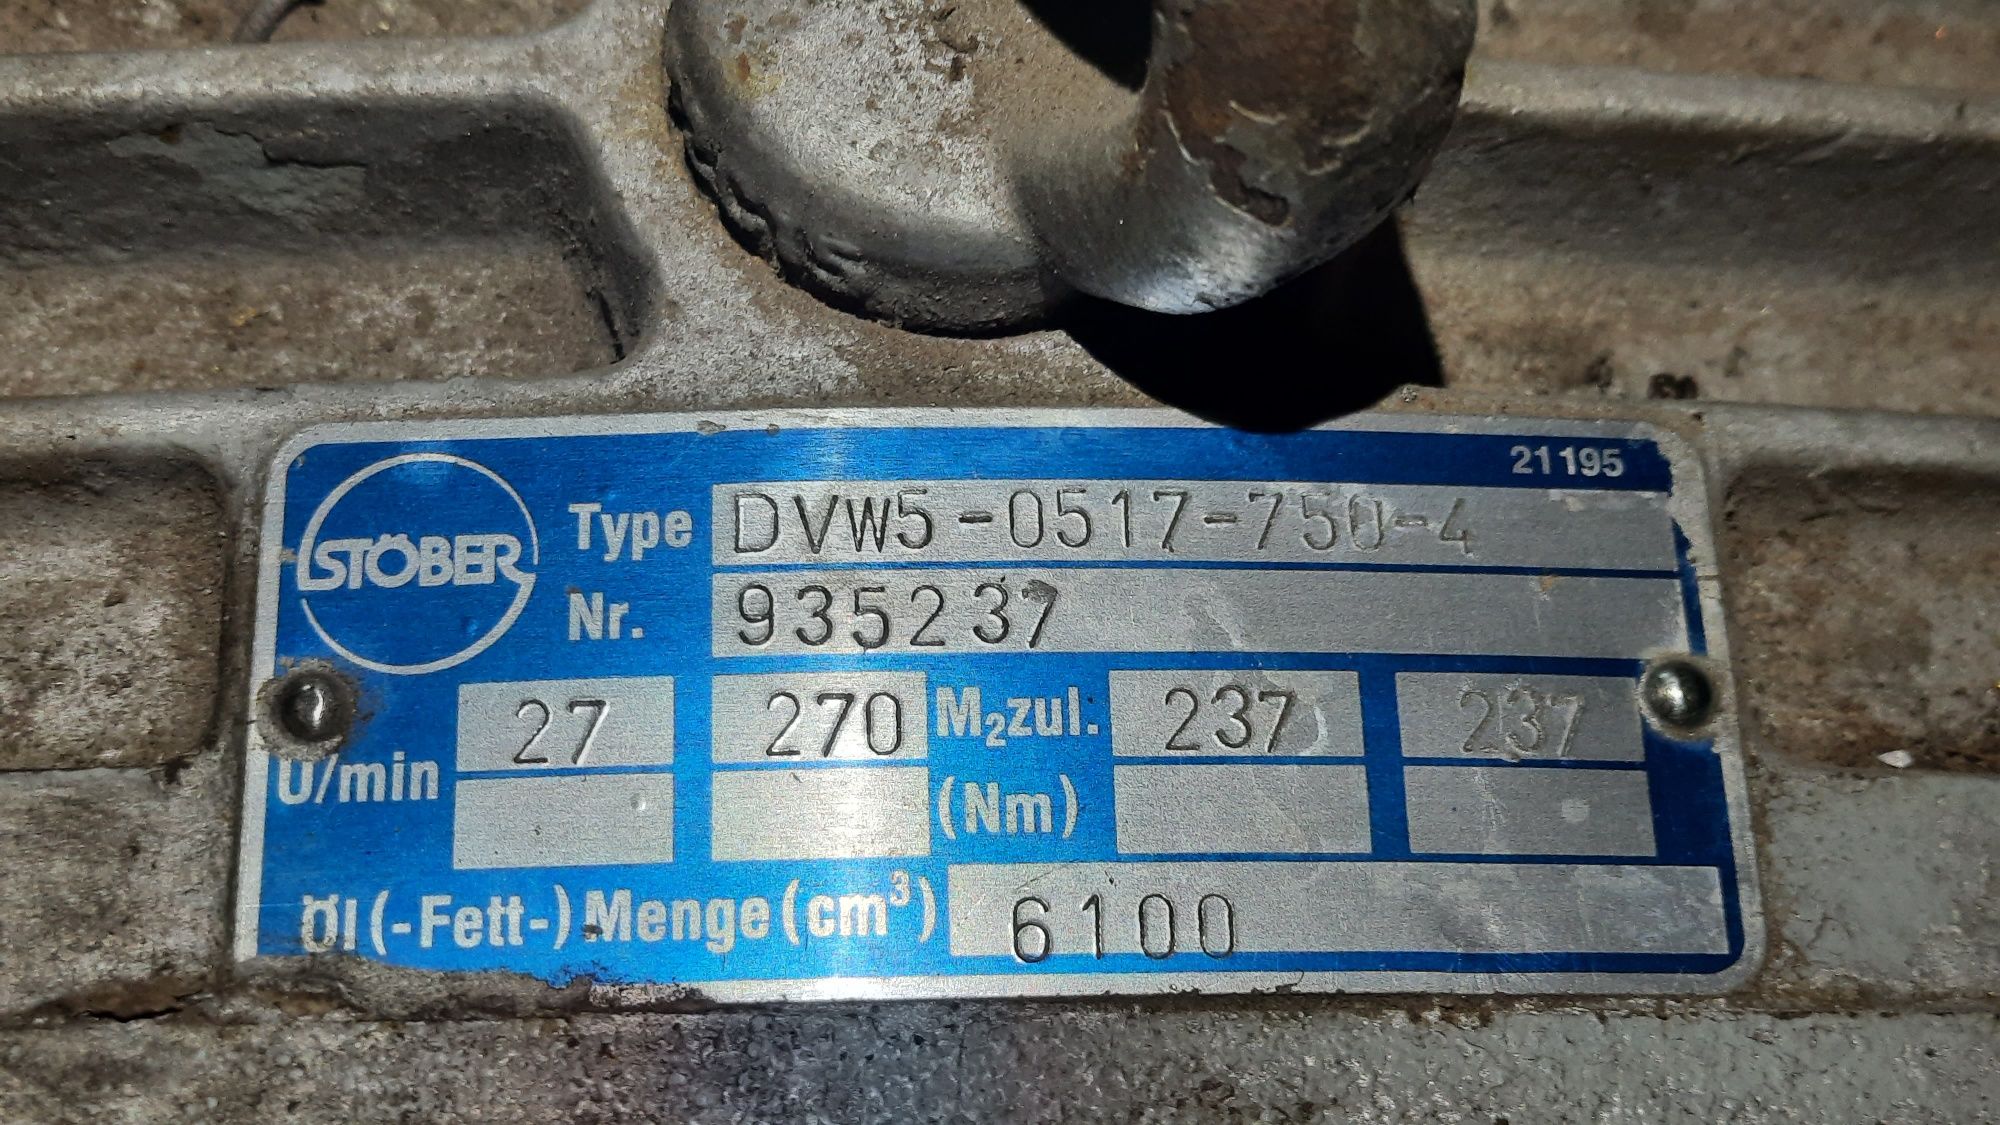 21195
STÖBER
Type DVW5-0517-750-4
Nr. 935237
U/min 27 270 M₂zul. (Nm) 237 237
Öl (-Fett-) Menge (cm³) 6100